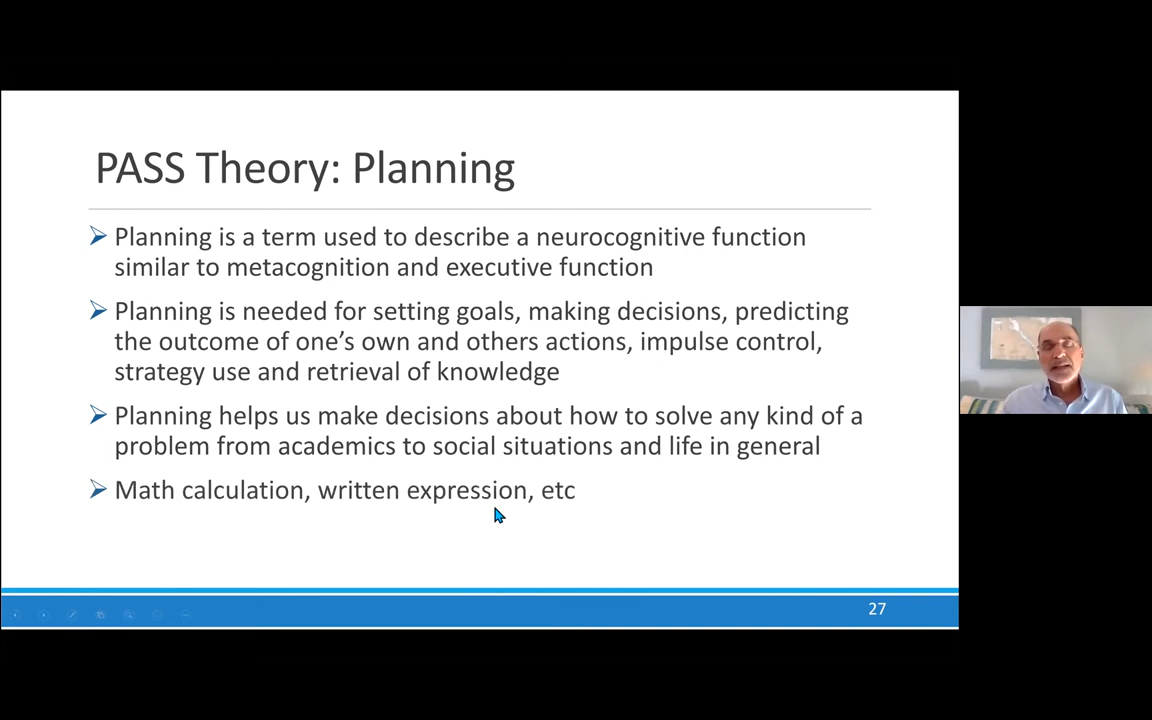 PASS Theory: Planning
Planning is a term used to describe a neurocognitive function
similar to metacognition and executive function
Planning is needed for setting goals, making decisions, predicting
the outcome of one's own and others actions, impulse control,
strategy use and retrieval of knowledge
Planning helps us make decisions about how to solve any kind of a
problem from academics to social situations and life in general
Math calculation, written expression, etc
27